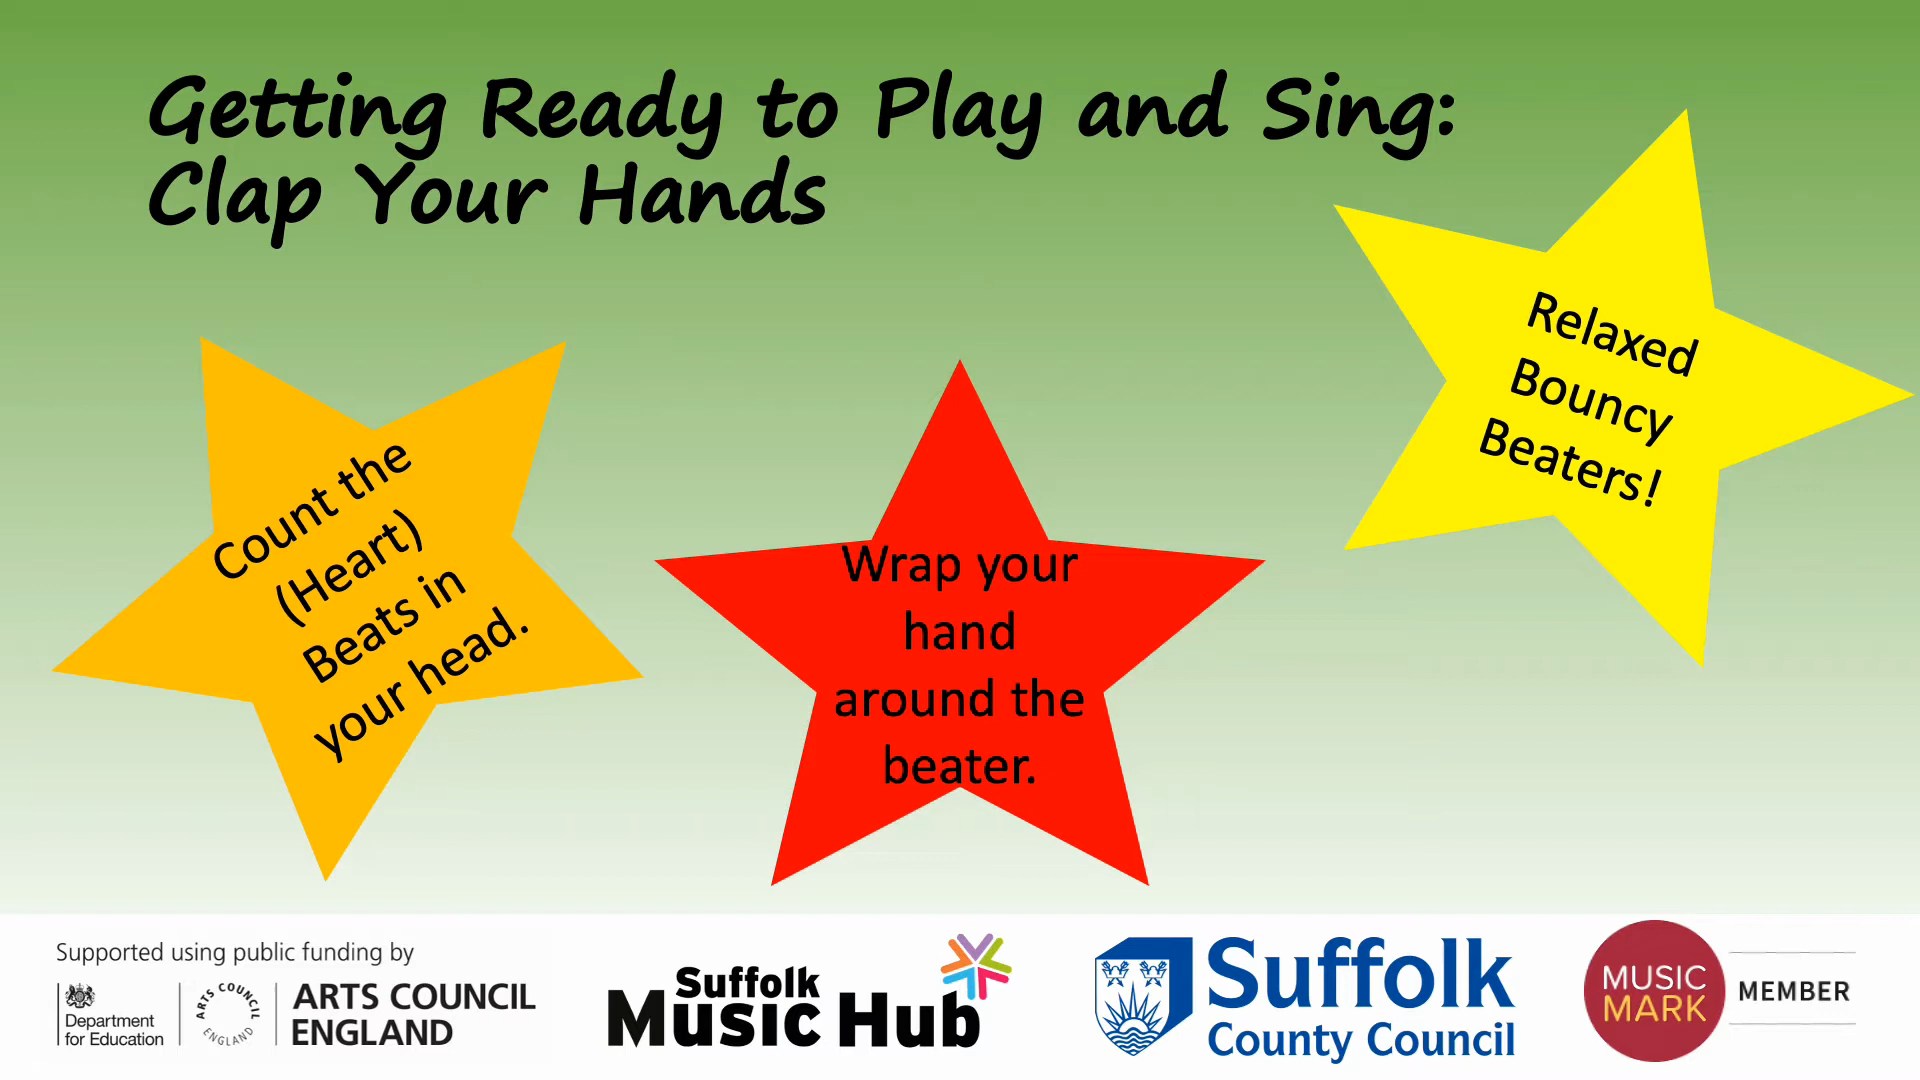 Getting Ready to Play and Sing:
Clap Your Hands
Count the
(Heart)
Beats in
your head.
Wrap your
hand
around the
beater.
Relaxed
Bouncy
Beaters!
Supported using public funding by
Department
for Education
ARTS COUNCIL
ENGLAND
ARTS COUNCIL
ENGLAND
Suffolk
Music Hub
Suffolk
County Council
MUSIC
MARK
MEMBER